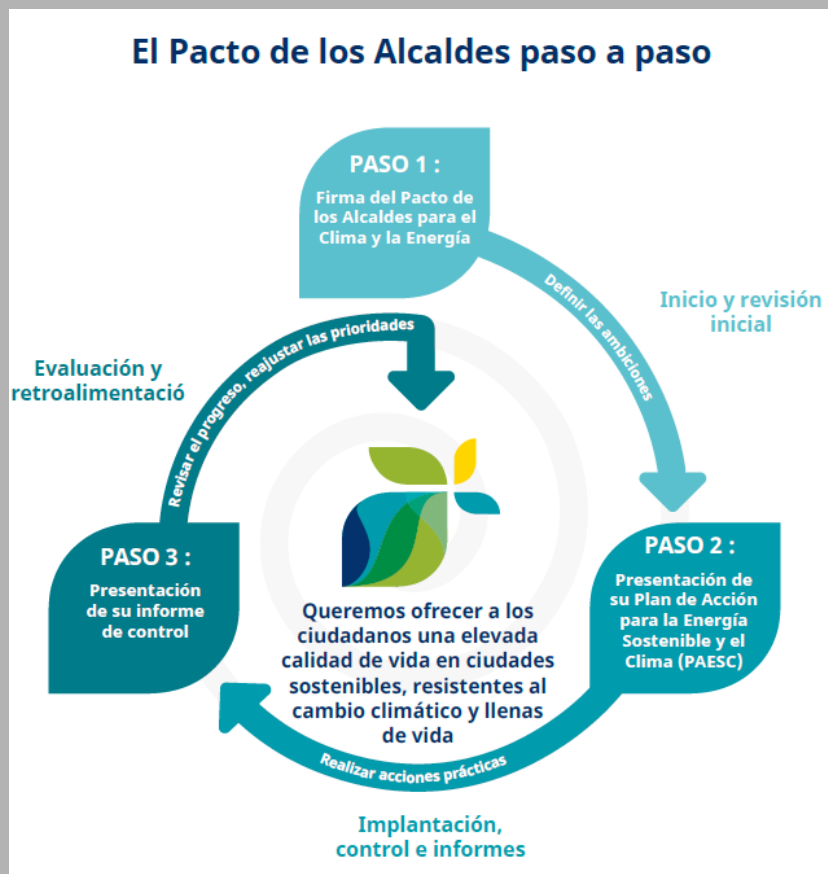 El Pacto de los Alcaldes paso a paso
PASO 1 :
Firma del Pacto de
los Alcaldes para el
Clima y la Energía
Definir las ambiciones
Inicio y revisión
inicial
PASO 2 :
Presentación de
su Plan de Acción
para la Energía
Sostenible y el
Clima (PAESC)
Realizar acciones prácticas
Implantación,
control e informes
PASO 3 :
Presentación
de su informe
de control
Revisar el progreso, reajustar las prioridades
Evaluación y
retroalimentació
Queremos ofrecer a los
ciudadanos una elevada
calidad de vida en ciudades
sostenibles, resistentes al
cambio climático y llenas
de vida